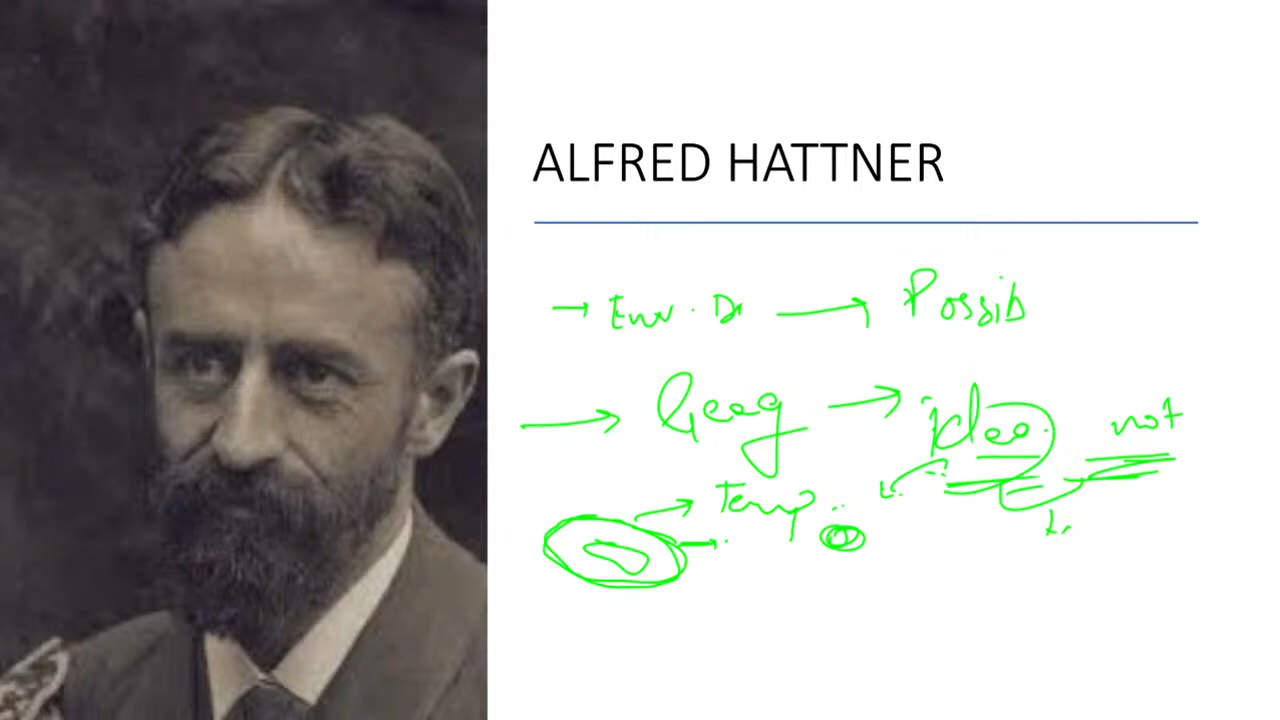 ALFRED HATTNER
→ Env. D → Possib
→ Geog → ideo. not
→ Temp..